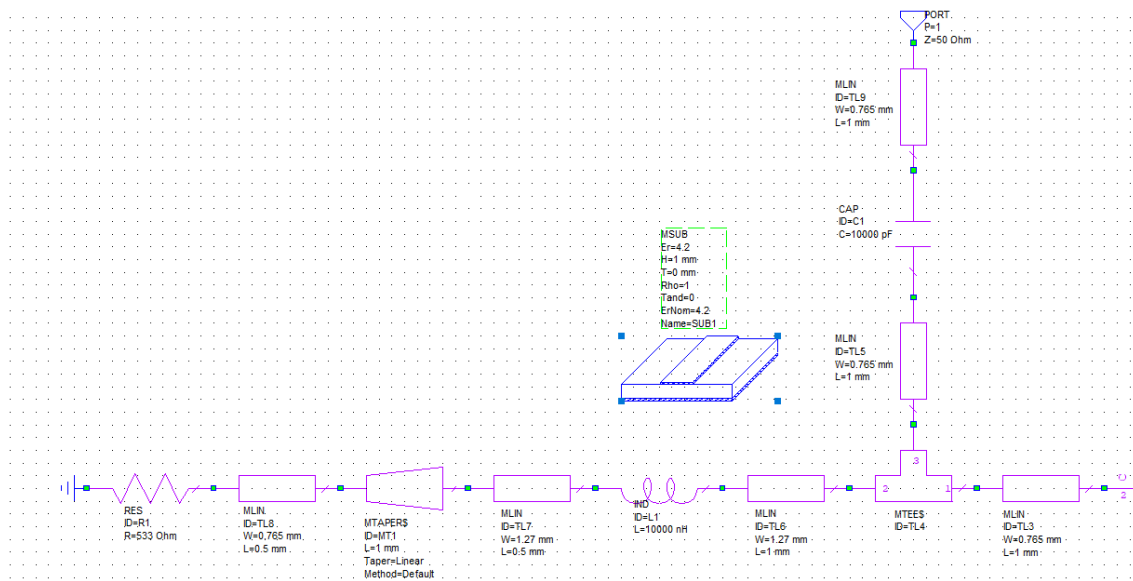 PORT
P=1
Z=50 Ohm
MLIN
ID=TL9
W=0.765 mm
L=1 mm
CAP
ID=C1
C=10000 pF
MSUB
Er=4.2
H=1 mm
T=0 mm
Rho=1
Tand=0
ErNom=4.2
Name=SUB1
MLIN
ID=TL5
W=0.765 mm
L=1 mm
3
2
1
2
RES
ID=R1
R=533 Ohm
MLIN
ID=TL8
W=0.765 mm
L=0.5 mm
MTAPER$
ID=MT1
L=1 mm
Taper=Linear
Method=Default
MLIN
ID=TL7
W=1.27 mm
L=0.5 mm
IND
ID=L1
L=10000 nH
MLIN
ID=TL6
W=1.27 mm
L=1 mm
MTEE$
ID=TL4
MLIN
ID=TL3
W=0.765 mm
L=1 mm